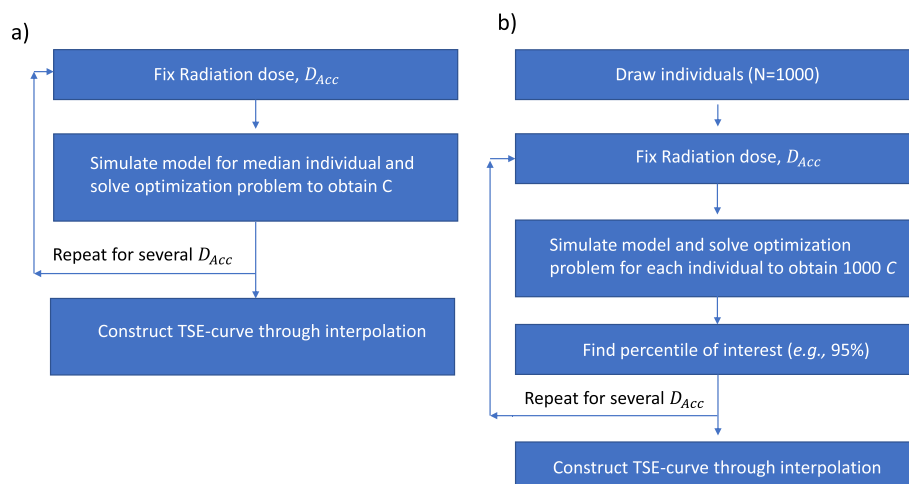 a)
Fix Radiation dose, D_Acc
Simulate model for median individual and
solve optimization problem to obtain C
Repeat for several D_Acc
Construct TSE-curve through interpolation
b)
Draw individuals (N=1000)
Fix Radiation dose, D_Acc
Simulate model and solve optimization
problem for each individual to obtain 1000 C
Find percentile of interest (e.g., 95%)
Repeat for several D_Acc
Construct TSE-curve through interpolation